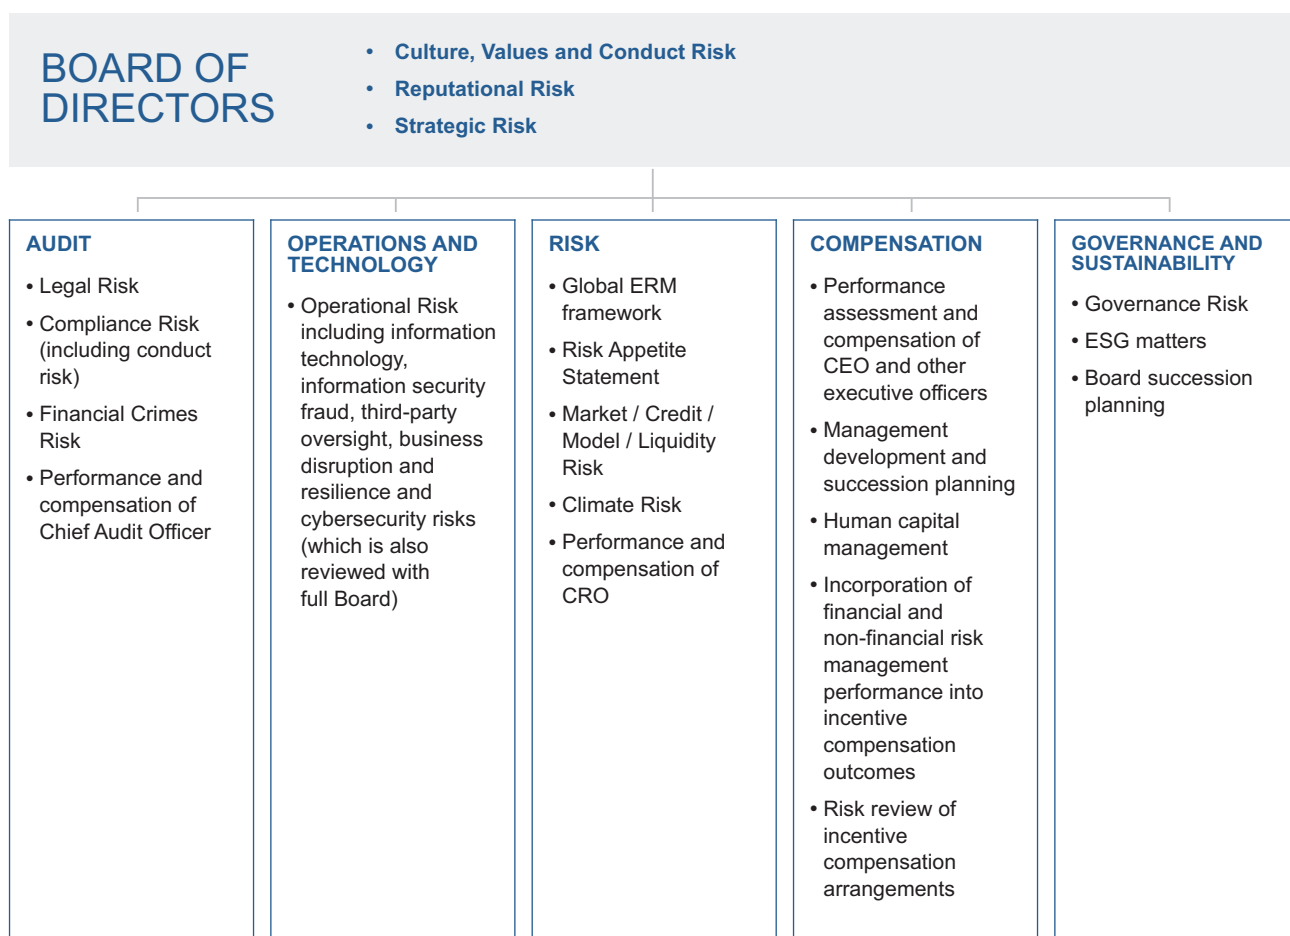 BOARD OF
DIRECTORS
• Culture, Values and Conduct Risk
• Reputational Risk
• Strategic Risk
AUDIT
• Legal Risk
• Compliance Risk
(including conduct
risk)
• Financial Crimes
Risk
• Performance and
compensation of
Chief Audit Officer
OPERATIONS AND
TECHNOLOGY
• Operational Risk
including information
technology,
information security
fraud, third-party
oversight, business
disruption and
resilience and
cybersecurity risks
(which is also
reviewed with
full Board)
RISK
• Global ERM
framework
• Risk Appetite
Statement
• Market / Credit /
Model / Liquidity
Risk
• Climate Risk
• Performance and
compensation of
CRO
COMPENSATION
• Performance
assessment and
compensation of
CEO and other
executive officers
• Management
development and
succession planning
• Human capital
management
• Incorporation of
financial and
non-financial risk
management
performance into
incentive
compensation
outcomes
• Risk review of
incentive
compensation
arrangements
GOVERNANCE AND
SUSTAINABILITY
• Governance Risk
• ESG matters
• Board succession
planning